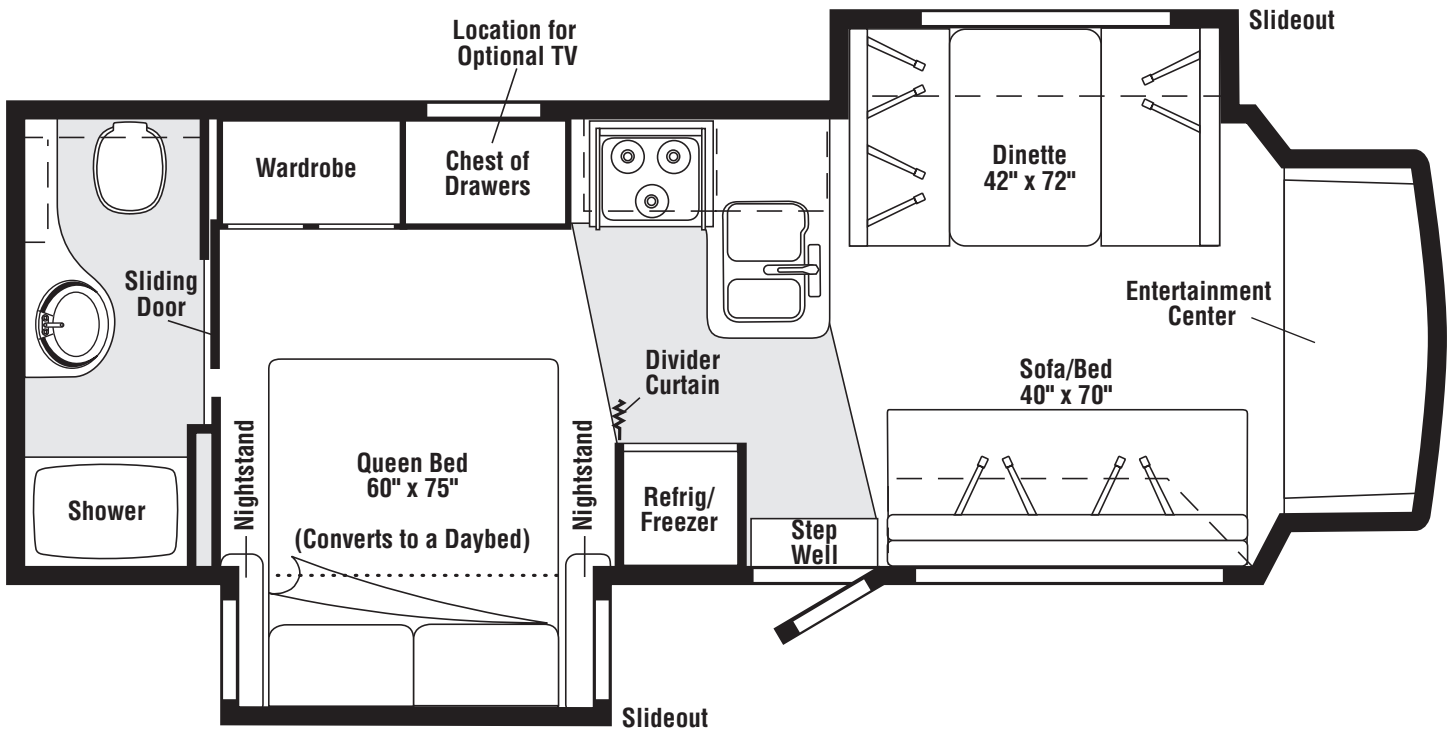 Location for
Optional TV
Slideout
Wardrobe
Chest of
Drawers
Dinette
42" x 72"
Sliding
Door
Entertainment
Center
Divider
Curtain
Sofa/Bed
40" x 70"
Nightstand
Queen Bed
60" x 75"
(Converts to a Daybed)
Nightstand
Refrig/
Freezer
Shower
Step
Well
Slideout